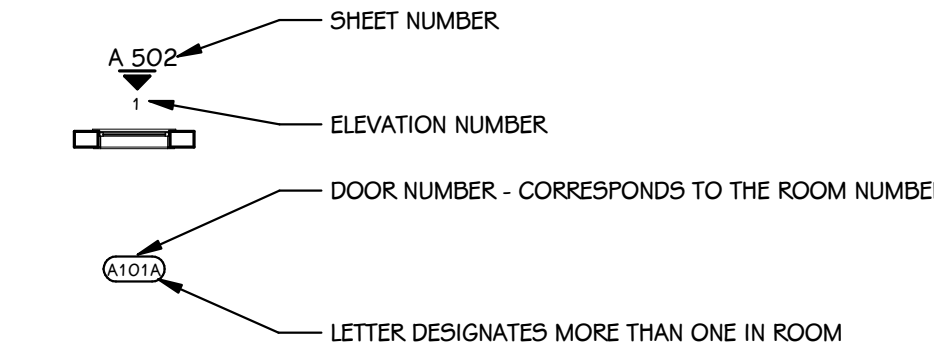 SHEET NUMBER
A 502
1
ELEVATION NUMBER
DOOR NUMBER - CORRESPONDS TO THE ROOM
A101A
LETTER DESIGNATES MORE THAN ONE IN ROOM